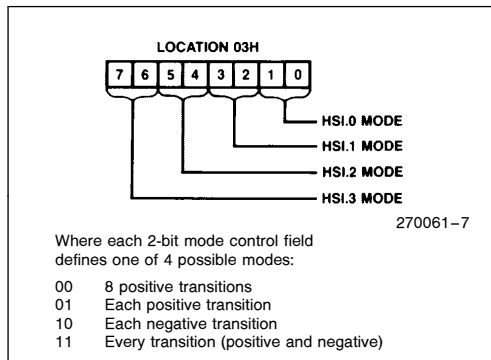 LOCATION 03H
7 6 5 4 3 2 1 0
HSI.0 MODE
HSI.1 MODE
HSI.2 MODE
HSI.3 MODE
270061–7
Where each 2-bit mode control field
defines one of 4 possible modes:
00 8 positive transitions
01 Each positive transition
10 Each negative transition
11 Every transition (positive and negative)